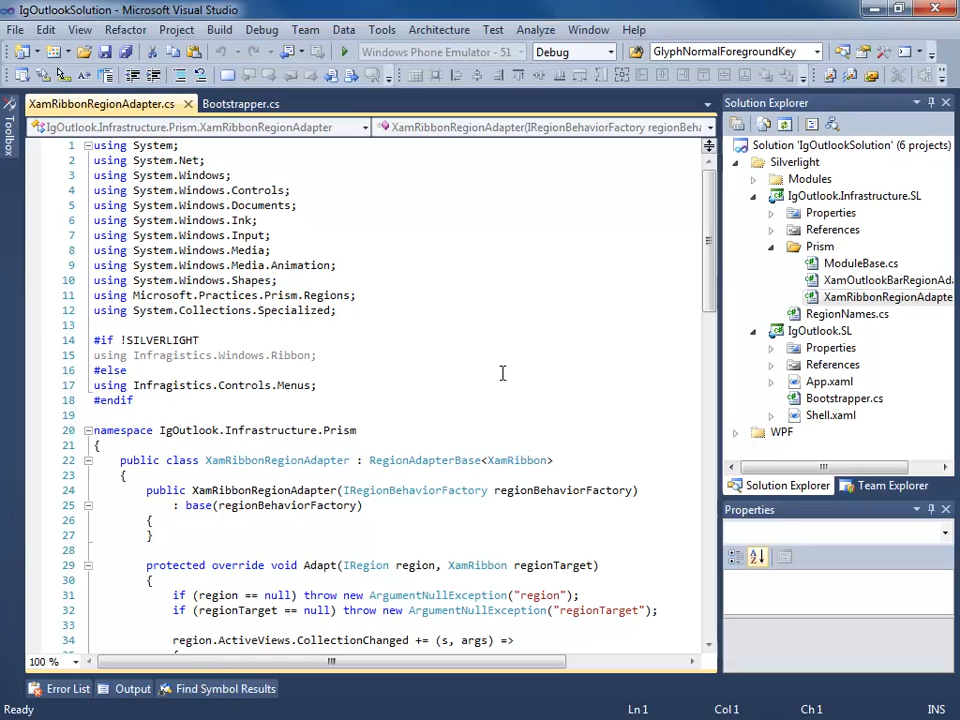 IgOutlookSolution - Microsoft Visual Studio
File Edit View Refactor Project Build Debug Team Data Tools Architecture Test Analyze Window Help
Windows Phone Emulator - 51 Debug GlyphNormalForegroundKey
XamRibbonRegionAdapter.cs Bootstrapper.cs
IgOutlook.Infrastructure.Prism.XamRibbonRegionAdapter XamRibbonRegionAdapter(IRegionBehaviorFactory regionBeha
Toolbox
1 using System;
2 using System.Net;
3 using System.Windows;
4 using System.Windows.Controls;
5 using System.Windows.Documents;
6 using System.Windows.Ink;
7 using System.Windows.Input;
8 using System.Windows.Media;
9 using System.Windows.Media.Animation;
10 using System.Windows.Shapes;
11 using Microsoft.Practices.Prism.Regions;
12 using System.Collections.Specialized;
13
14 #if !SILVERLIGHT
15 using Infragistics.Windows.Ribbon;
16 #else
17 using Infragistics.Controls.Menus;
18 #endif
19
20 namespace IgOutlook.Infrastructure.Prism
21 {
22 public class XamRibbonRegionAdapter : RegionAdapterBase<XamRibbon>
23 {
24 public XamRibbonRegionAdapter(IRegionBehaviorFactory regionBehaviorFactory)
25 : base(regionBehaviorFactory)
26 {
27 }
28
29 protected override void Adapt(IRegion region, XamRibbon regionTarget)
30 {
31 if (region == null) throw new ArgumentNullException("region");
32 if (regionTarget == null) throw new ArgumentNullException("regionTarget");
33
34 region.ActiveViews.CollectionChanged += (s, args) =>
100 %
Solution Explorer
Solution 'IgOutlookSolution' (6 projects)
Silverlight
Modules
IgOutlook.Infrastructure.SL
Properties
References
Prism
ModuleBase.cs
XamOutlookBarRegionAda
XamRibbonRegionAdapte
RegionNames.cs
IgOutlook.SL
Properties
References
App.xaml
Bootstrapper.cs
Shell.xaml
WPF
Solution Explorer Team Explorer
Properties
Error List Output Find Symbol Results
Ready Ln 1 Col 1 Ch 1 INS